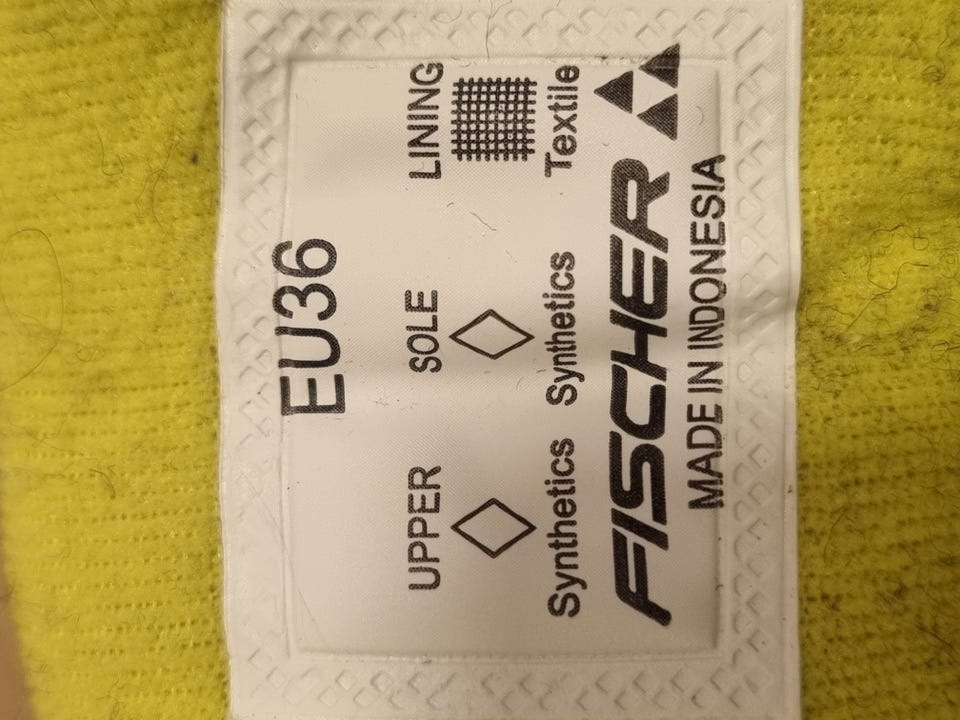 EU36
UPPER SOLE LINING
Synthetics Synthetics Textile
FISCHER
MADE IN INDONESIA